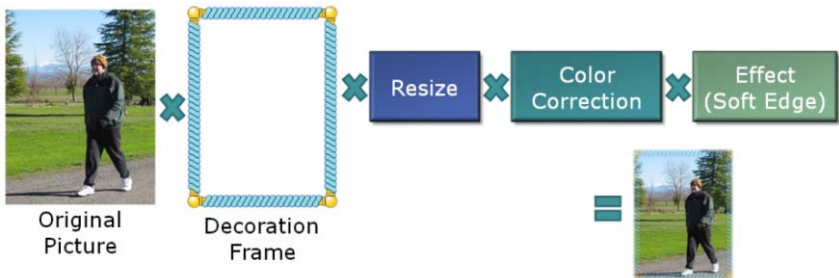 Resize
Color
Correction
Effect
(Soft Edge)
Original
Picture
Decoration
Frame